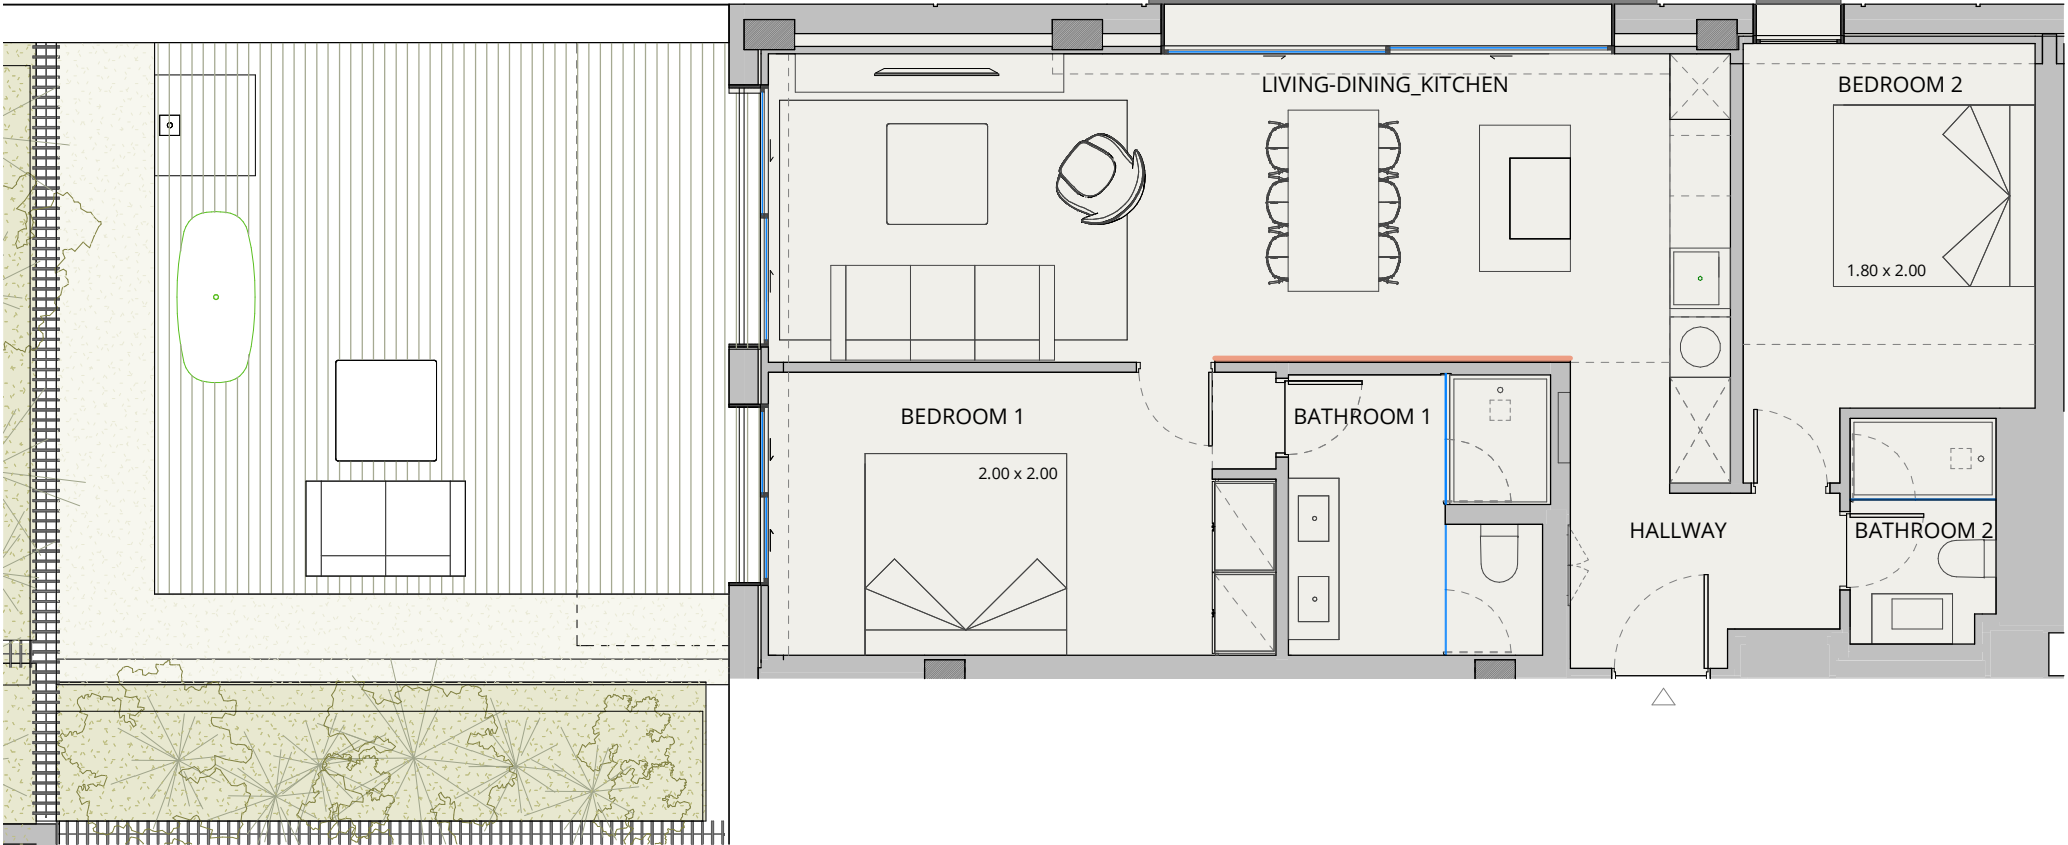 LIVING-DINING_KITCHEN
BEDROOM 2
1.80 x 2.00
BEDROOM 1
BATHROOM 1
2.00 x 2.00
HALLWAY
BATHROOM 2